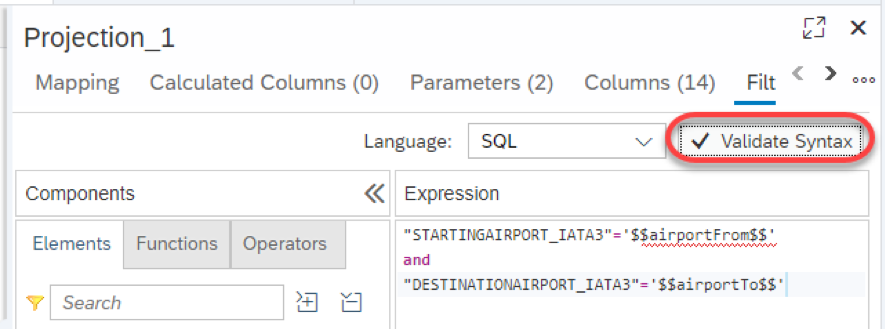 Projection_1
Mapping Calculated Columns (0) Parameters (2) Columns (14) Filt
Language: SQL Validate Syntax
Components Expression
Elements Functions Operators
"STARTINGAIRPORT_IATA3"='$$airportFrom$$'
and
"DESTINATIONAIRPORT_IATA3"='$$airportTo$$'
Search